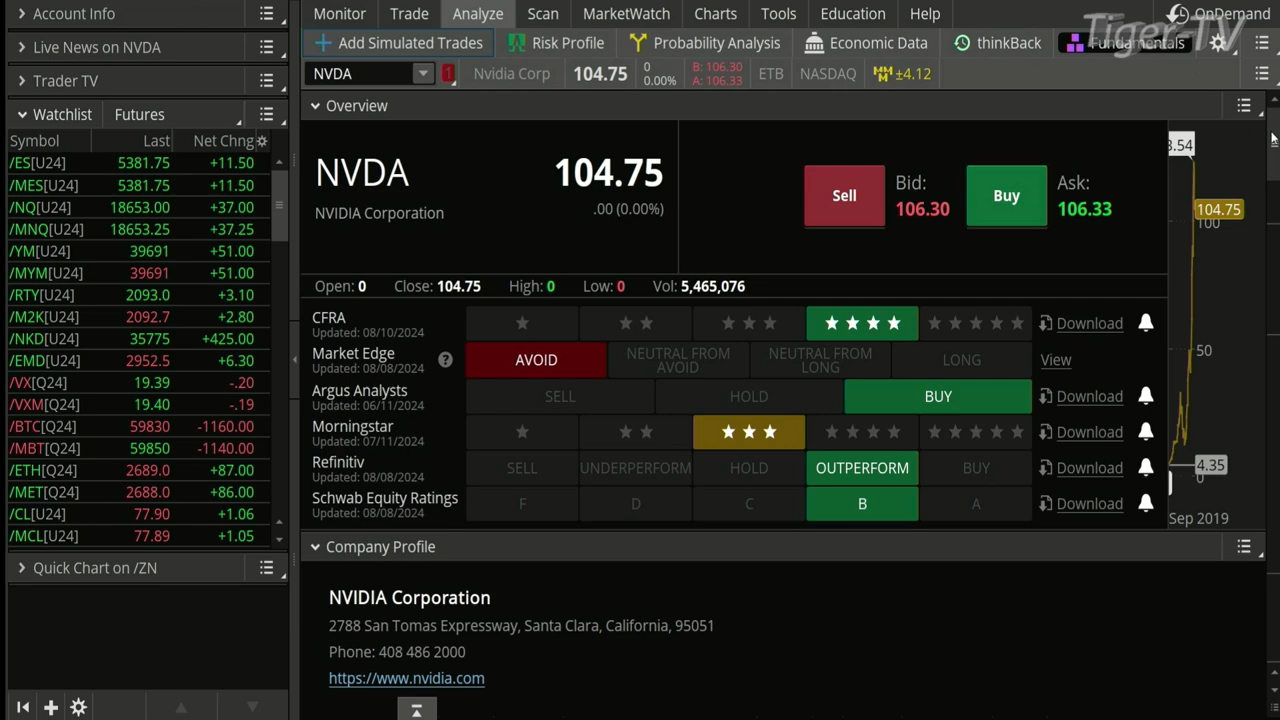 Account Info
Live News on NVDA
Trader TV
Watchlist Futures
Symbol Last Net Chng
/ES[U24] 5381.75 +11.50
/MES[U24] 5381.75 +11.50
/NQ[U24] 18653.00 +37.00
/MNQ[U24] 18653.25 +37.25
/YM[U24] 39691 +51.00
/MYM[U24] 39691 +51.00
/RTY[U24] 2093.0 +3.10
/M2K[U24] 2092.7 +2.80
/NKD[U24] 35775 +425.00
/EMD[U24] 2952.5 +6.30
/VX[Q24] 19.39 -.20
/VXM[Q24] 19.40 -.19
/BTC[Q24] 59830 -1160.00
/MBT[Q24] 59850 -1140.00
/ETH[Q24] 2689.0 +87.00
/MET[Q24] 2688.0 +86.00
/CL[U24] 77.90 +1.06
/MCL[U24] 77.89 +1.05
Quick Chart on /ZN
Monitor Trade Analyze Scan MarketWatch Charts Tools Education Help OnDemand
Tiger-TV
Add Simulated Trades Risk Profile Probability Analysis Economic Data thinkBack Fundamentals
NVDA 1 Nvidia Corp 104.75 0 0.00% B: 106.30 A: 106.33 ETB NASDAQ MMM ±4.12
Overview
NVDA 104.75
NVIDIA Corporation .00 (0.00%)
Sell Bid: 106.30 Buy Ask: 106.33
Open: 0 Close: 104.75 High: 0 Low: 0 Vol: 5,465,076
CFRA Download
Updated: 08/10/2024
Market Edge ? AVOID NEUTRAL FROM AVOID NEUTRAL FROM LONG LONG View
Updated: 08/08/2024
Argus Analysts SELL HOLD BUY Download
Updated: 06/11/2024
Morningstar Download
Updated: 07/11/2024
Refinitiv SELL UNDERPERFORM HOLD OUTPERFORM BUY Download
Updated: 08/08/2024
Schwab Equity Ratings F D C B A Download
Updated: 08/08/2024
3.54
104.75
100
50
4.35
0
Sep 2019
Company Profile
NVIDIA Corporation
2788 San Tomas Expressway, Santa Clara, California, 95051
Phone: 408 486 2000
https://www.nvidia.com